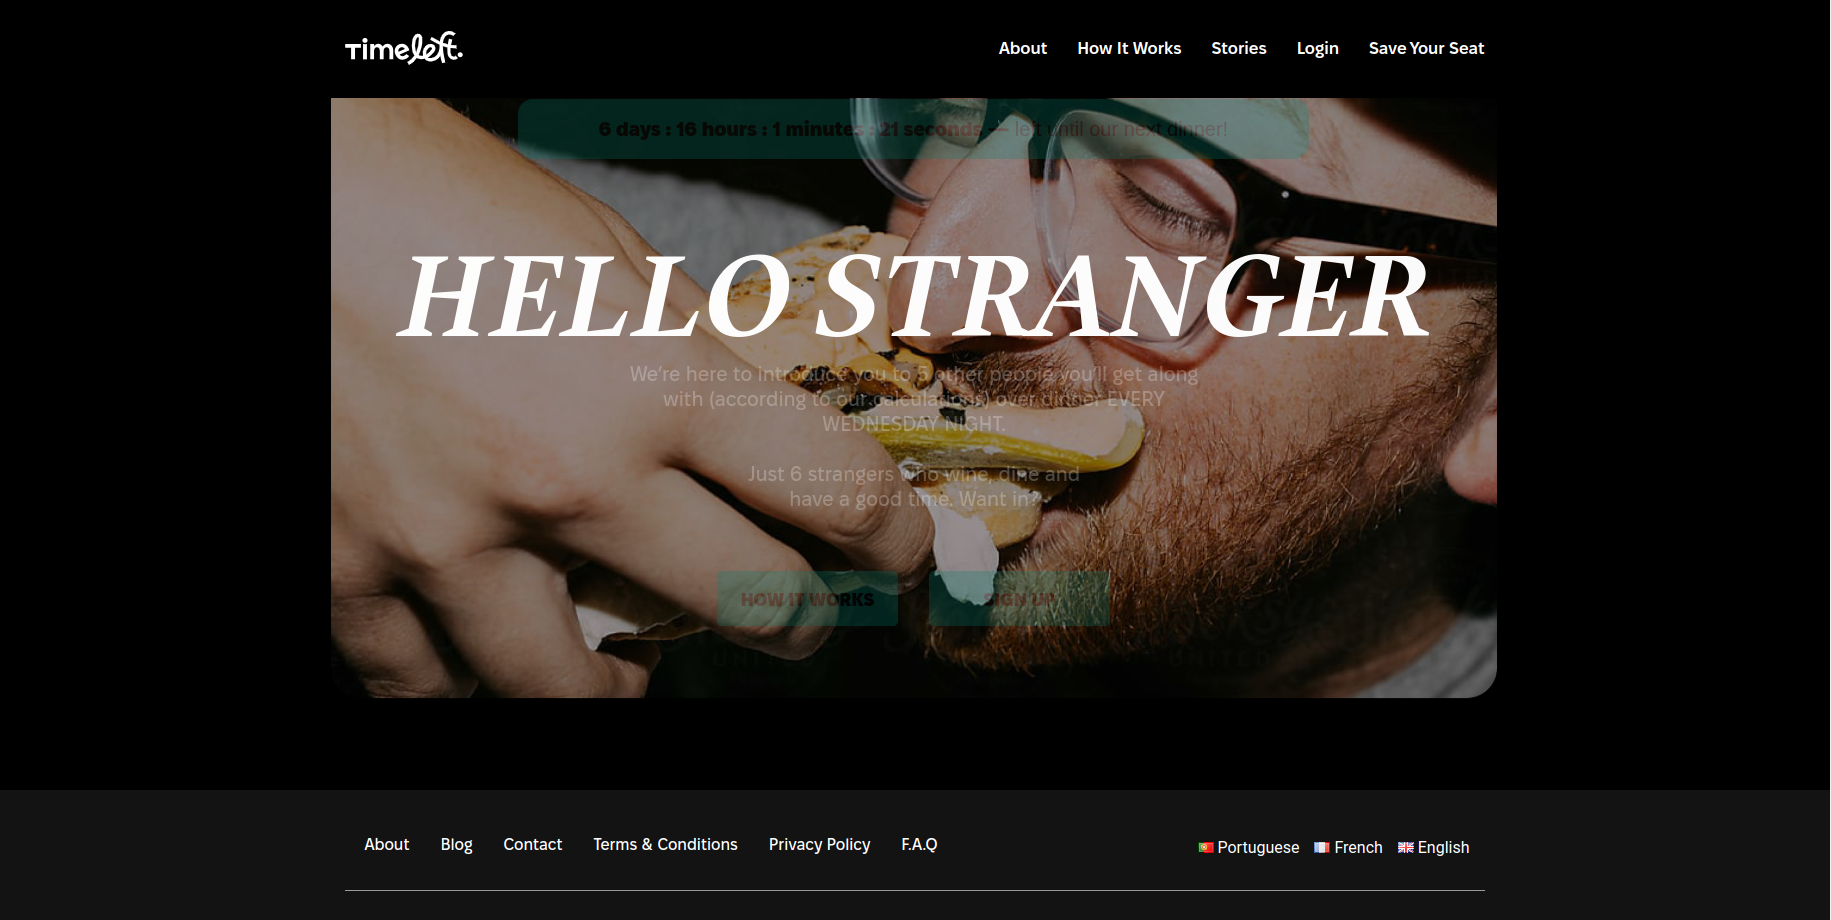 Timeleft.
About How It Works Stories Login Save Your Seat
6 days : 16 hours : 1 minutes : 21 seconds — left until our next dinner!
HELLO STRANGER
We're here to introduce you to 5 other people you'll get along
with (according to our calculations) over dinner EVERY
WEDNESDAY NIGHT.
Just 6 strangers who wine, dine and
have a good time. Want in?
HOW IT WORKS SIGN UP
About Blog Contact Terms & Conditions Privacy Policy F.A.Q
Portuguese French English